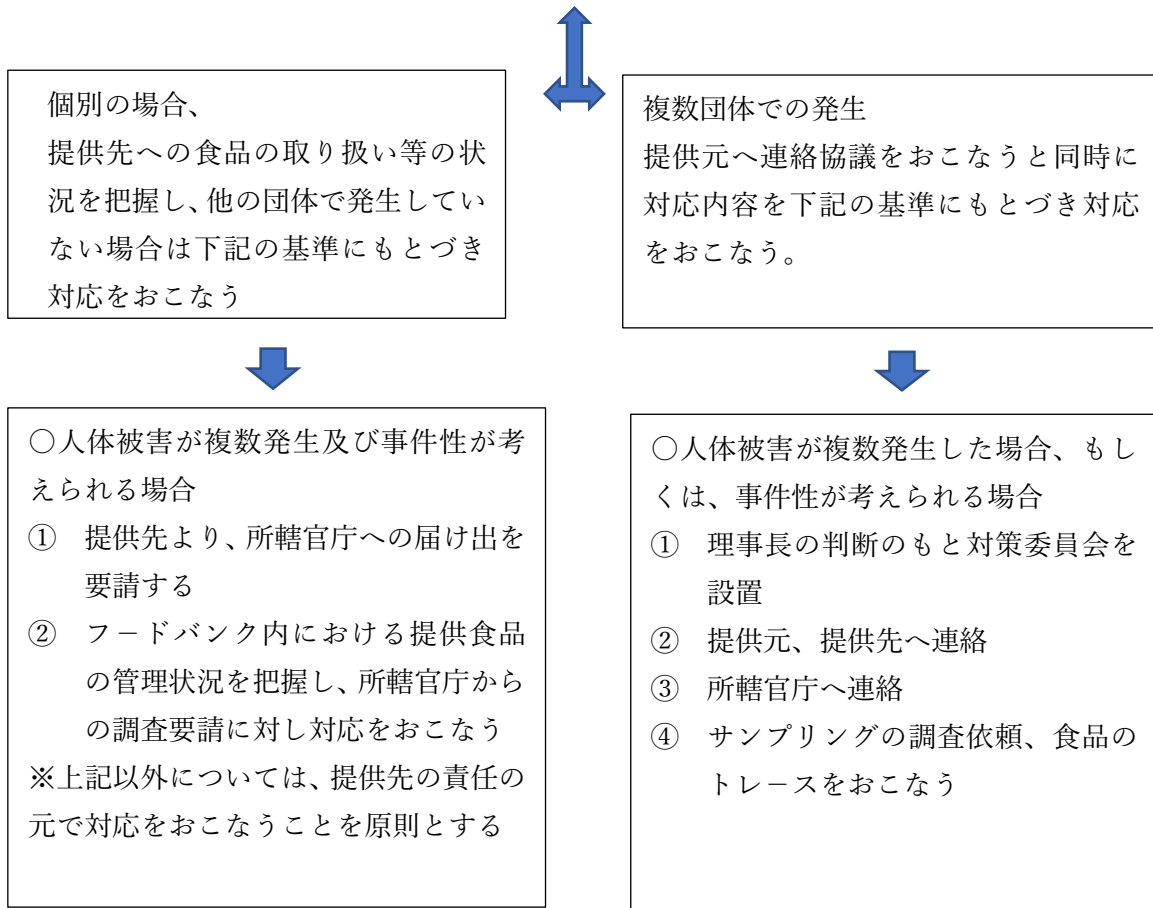 個別の場合、
提供先への食品の取り扱い等の状
況を把握し、他の団体で発生してい
ない場合は下記の基準にもとづき
対応をおこなう
複数団体での発生
提供元へ連絡協議をおこなうと同時に
対応内容を下記の基準にもとづき対応
をおこなう。
〇人体被害が複数発生及び事件性が考
えられる場合
① 提供先より、所轄官庁への届け出を
要請する
② フードバンク内における提供食品
の管理状況を把握し、所轄官庁から
の調査要請に対し対応をおこなう
※上記以外については、提供先の責任の
元で対応をおこなうことを原則とする
〇人体被害が複数発生した場合、もし
くは、事件性が考えられる場合
① 理事長の判断のもと対策委員会を
設置
② 提供元、提供先へ連絡
③ 所轄官庁へ連絡
④ サンプリングの調査依頼、食品の
トレースをおこなう